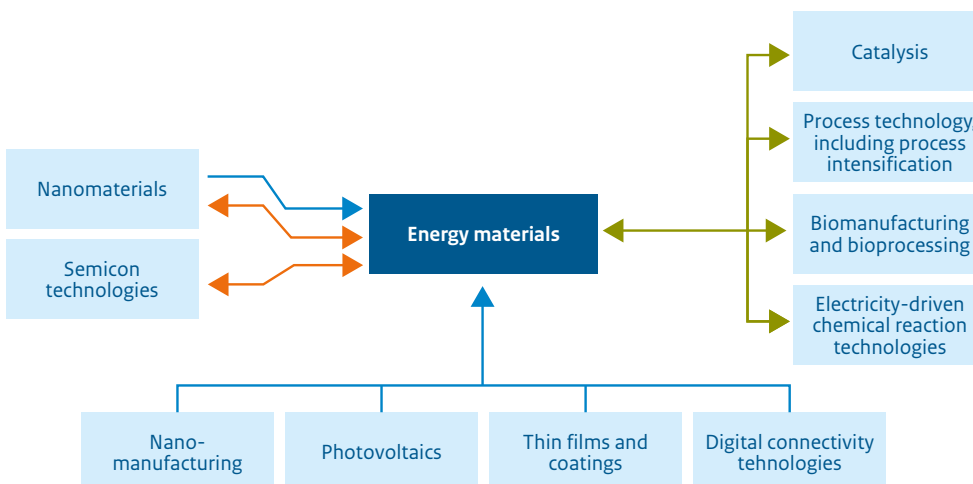 Catalysis
Process technology,
including process
intensification
Nanomaterials
Energy materials
Biomanufacturing
and bioprocessing
Semicon
technologies
Electricity-driven
chemical reaction
technologies
Nano-
manufacturing
Photovoltaics
Thin films and
coatings
Digital connectivity
tehnologies